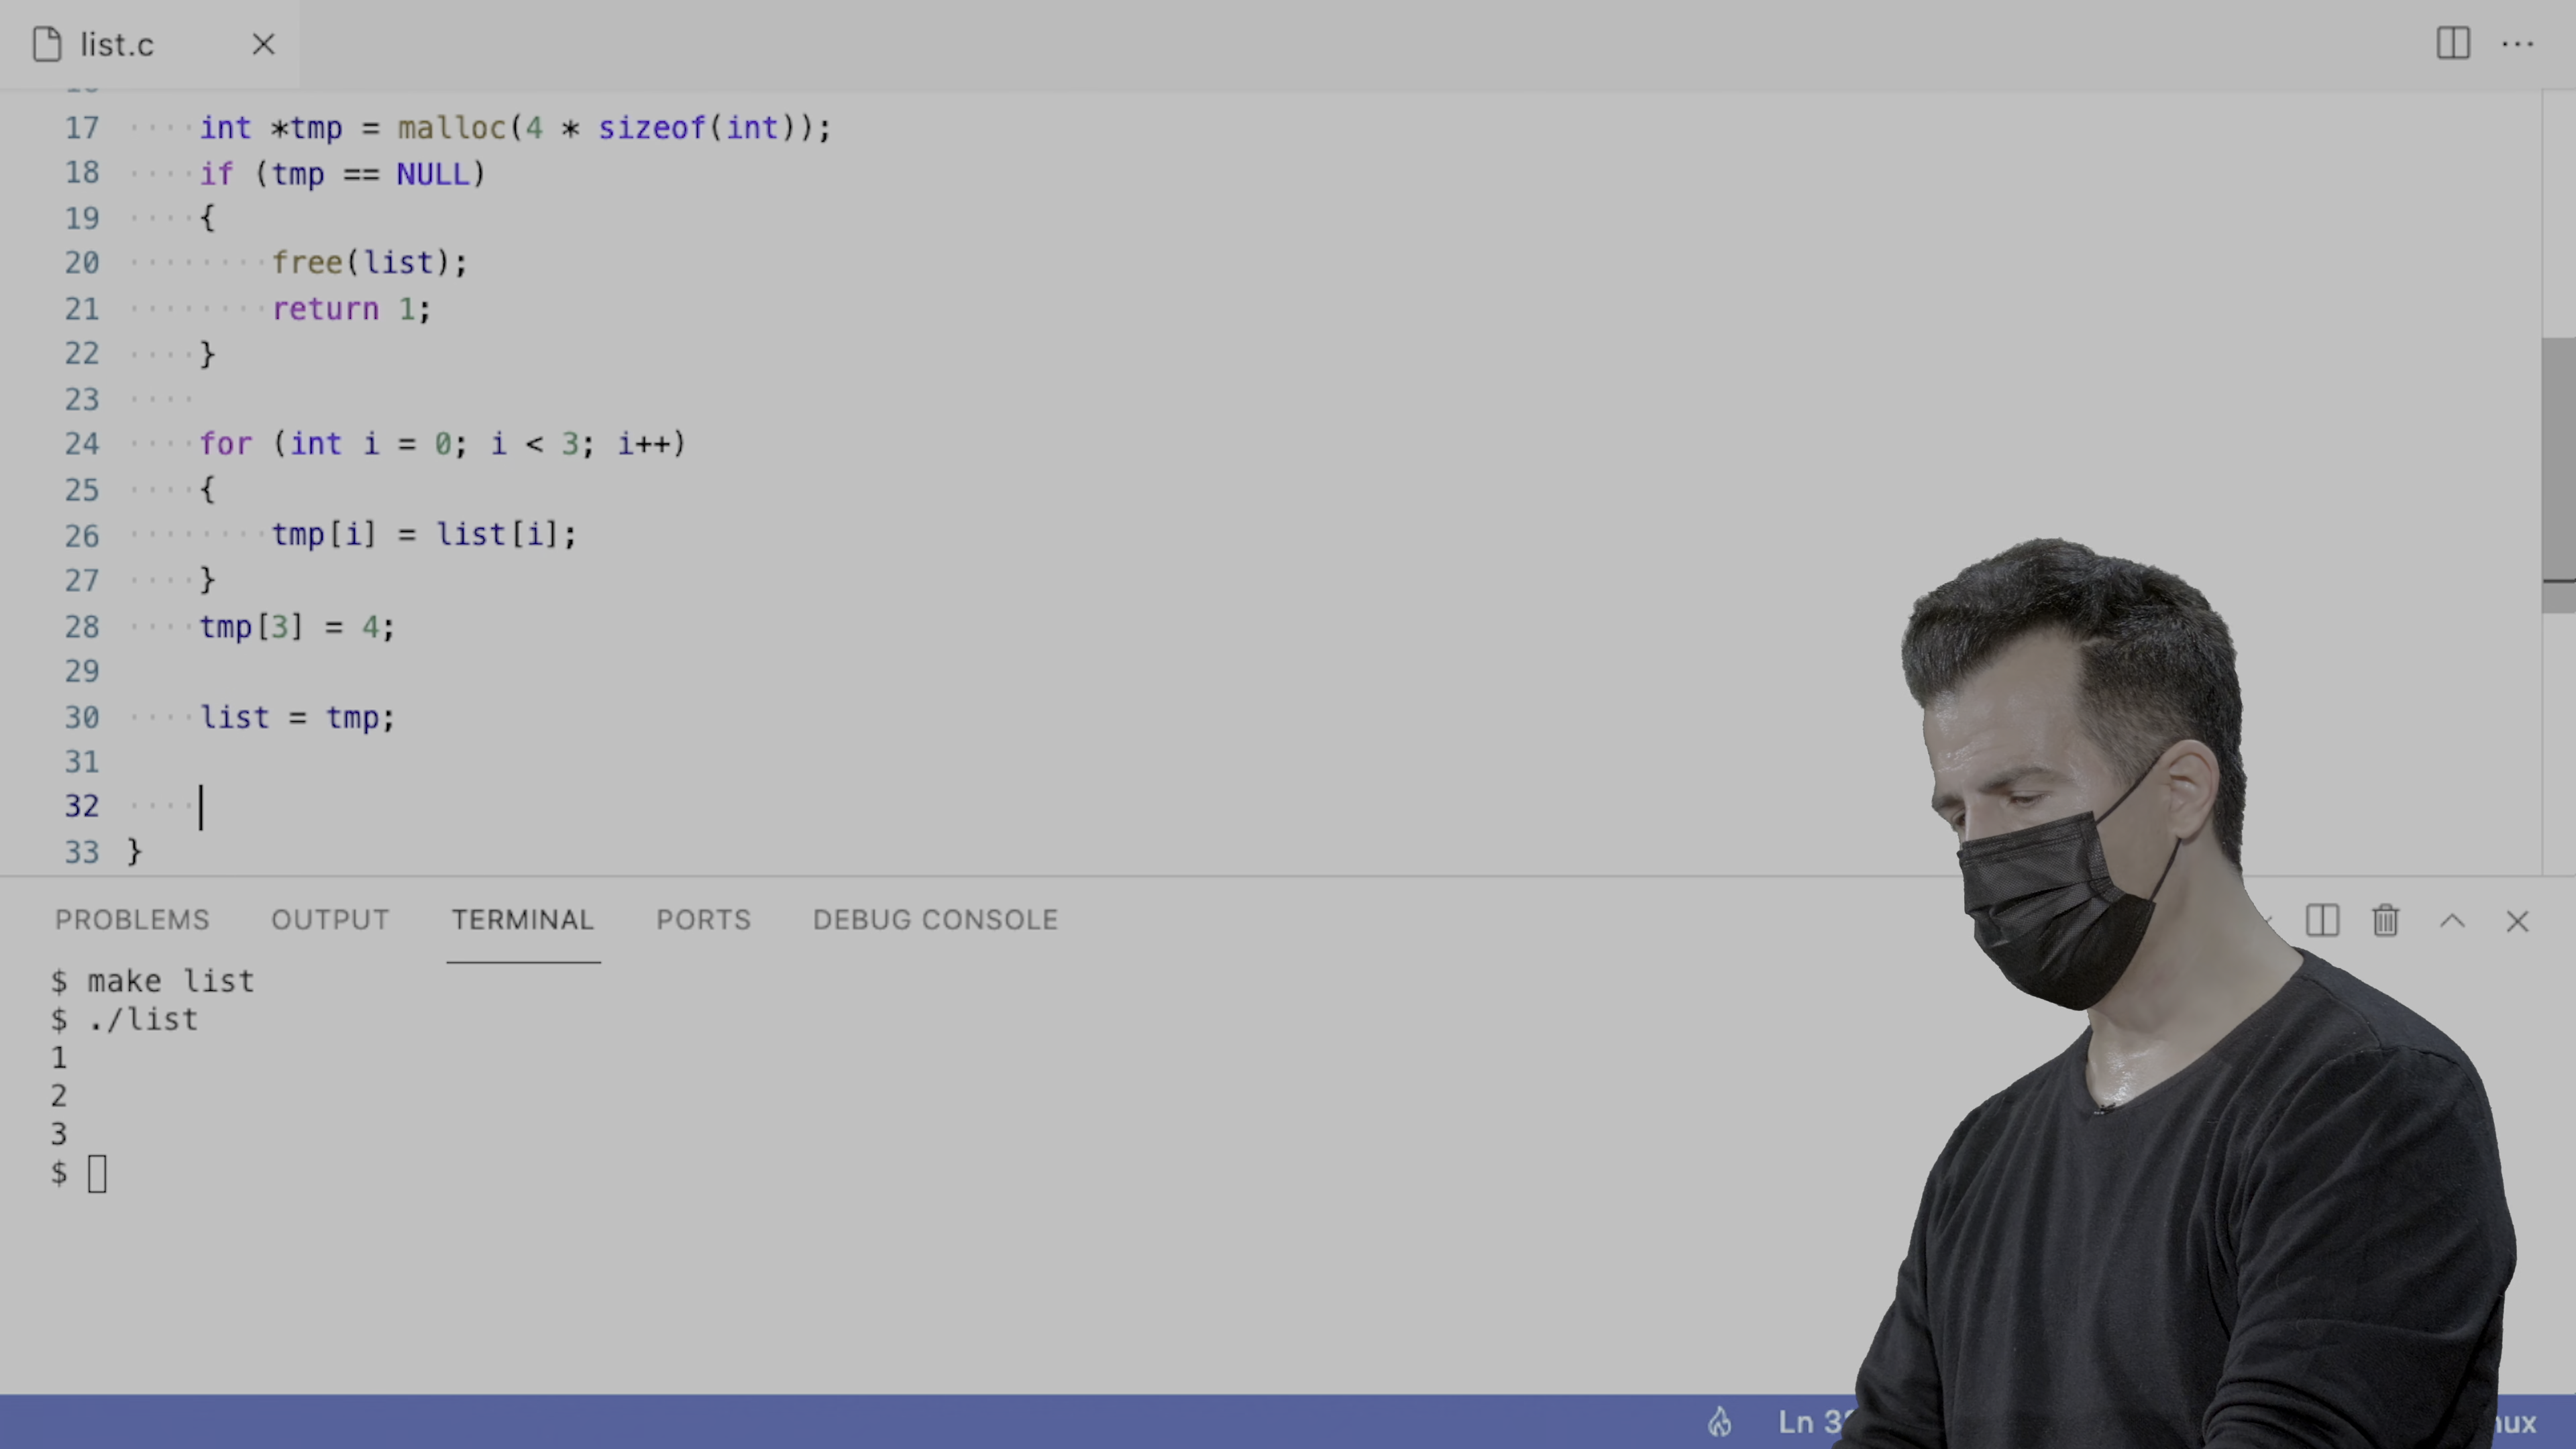 list.c
17 int *tmp = malloc(4 * sizeof(int));
18 if (tmp == NULL)
19 {
20 free(list);
21 return 1;
22 }
23
24 for (int i = 0; i < 3; i++)
25 {
26 tmp[i] = list[i];
27 }
28 tmp[3] = 4;
29
30 list = tmp;
31
32
33 }
PROBLEMS OUTPUT TERMINAL PORTS DEBUG CONSOLE
$ make list
$ ./list
1
2
3
$
Ln